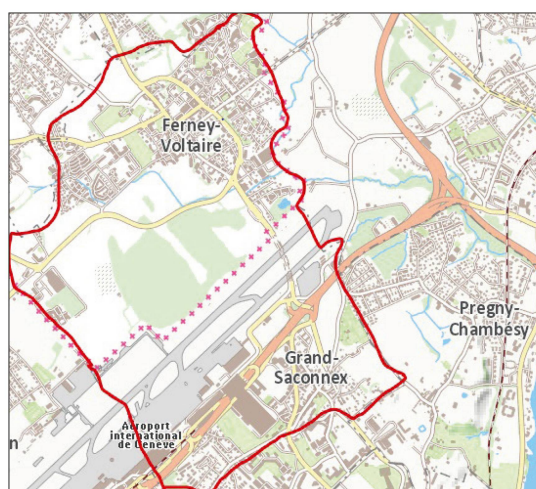 Ferney-
Voltaire
Pregny-
Chambésy
Grand-
Saconnex
Aéroport
international
de Genève
n